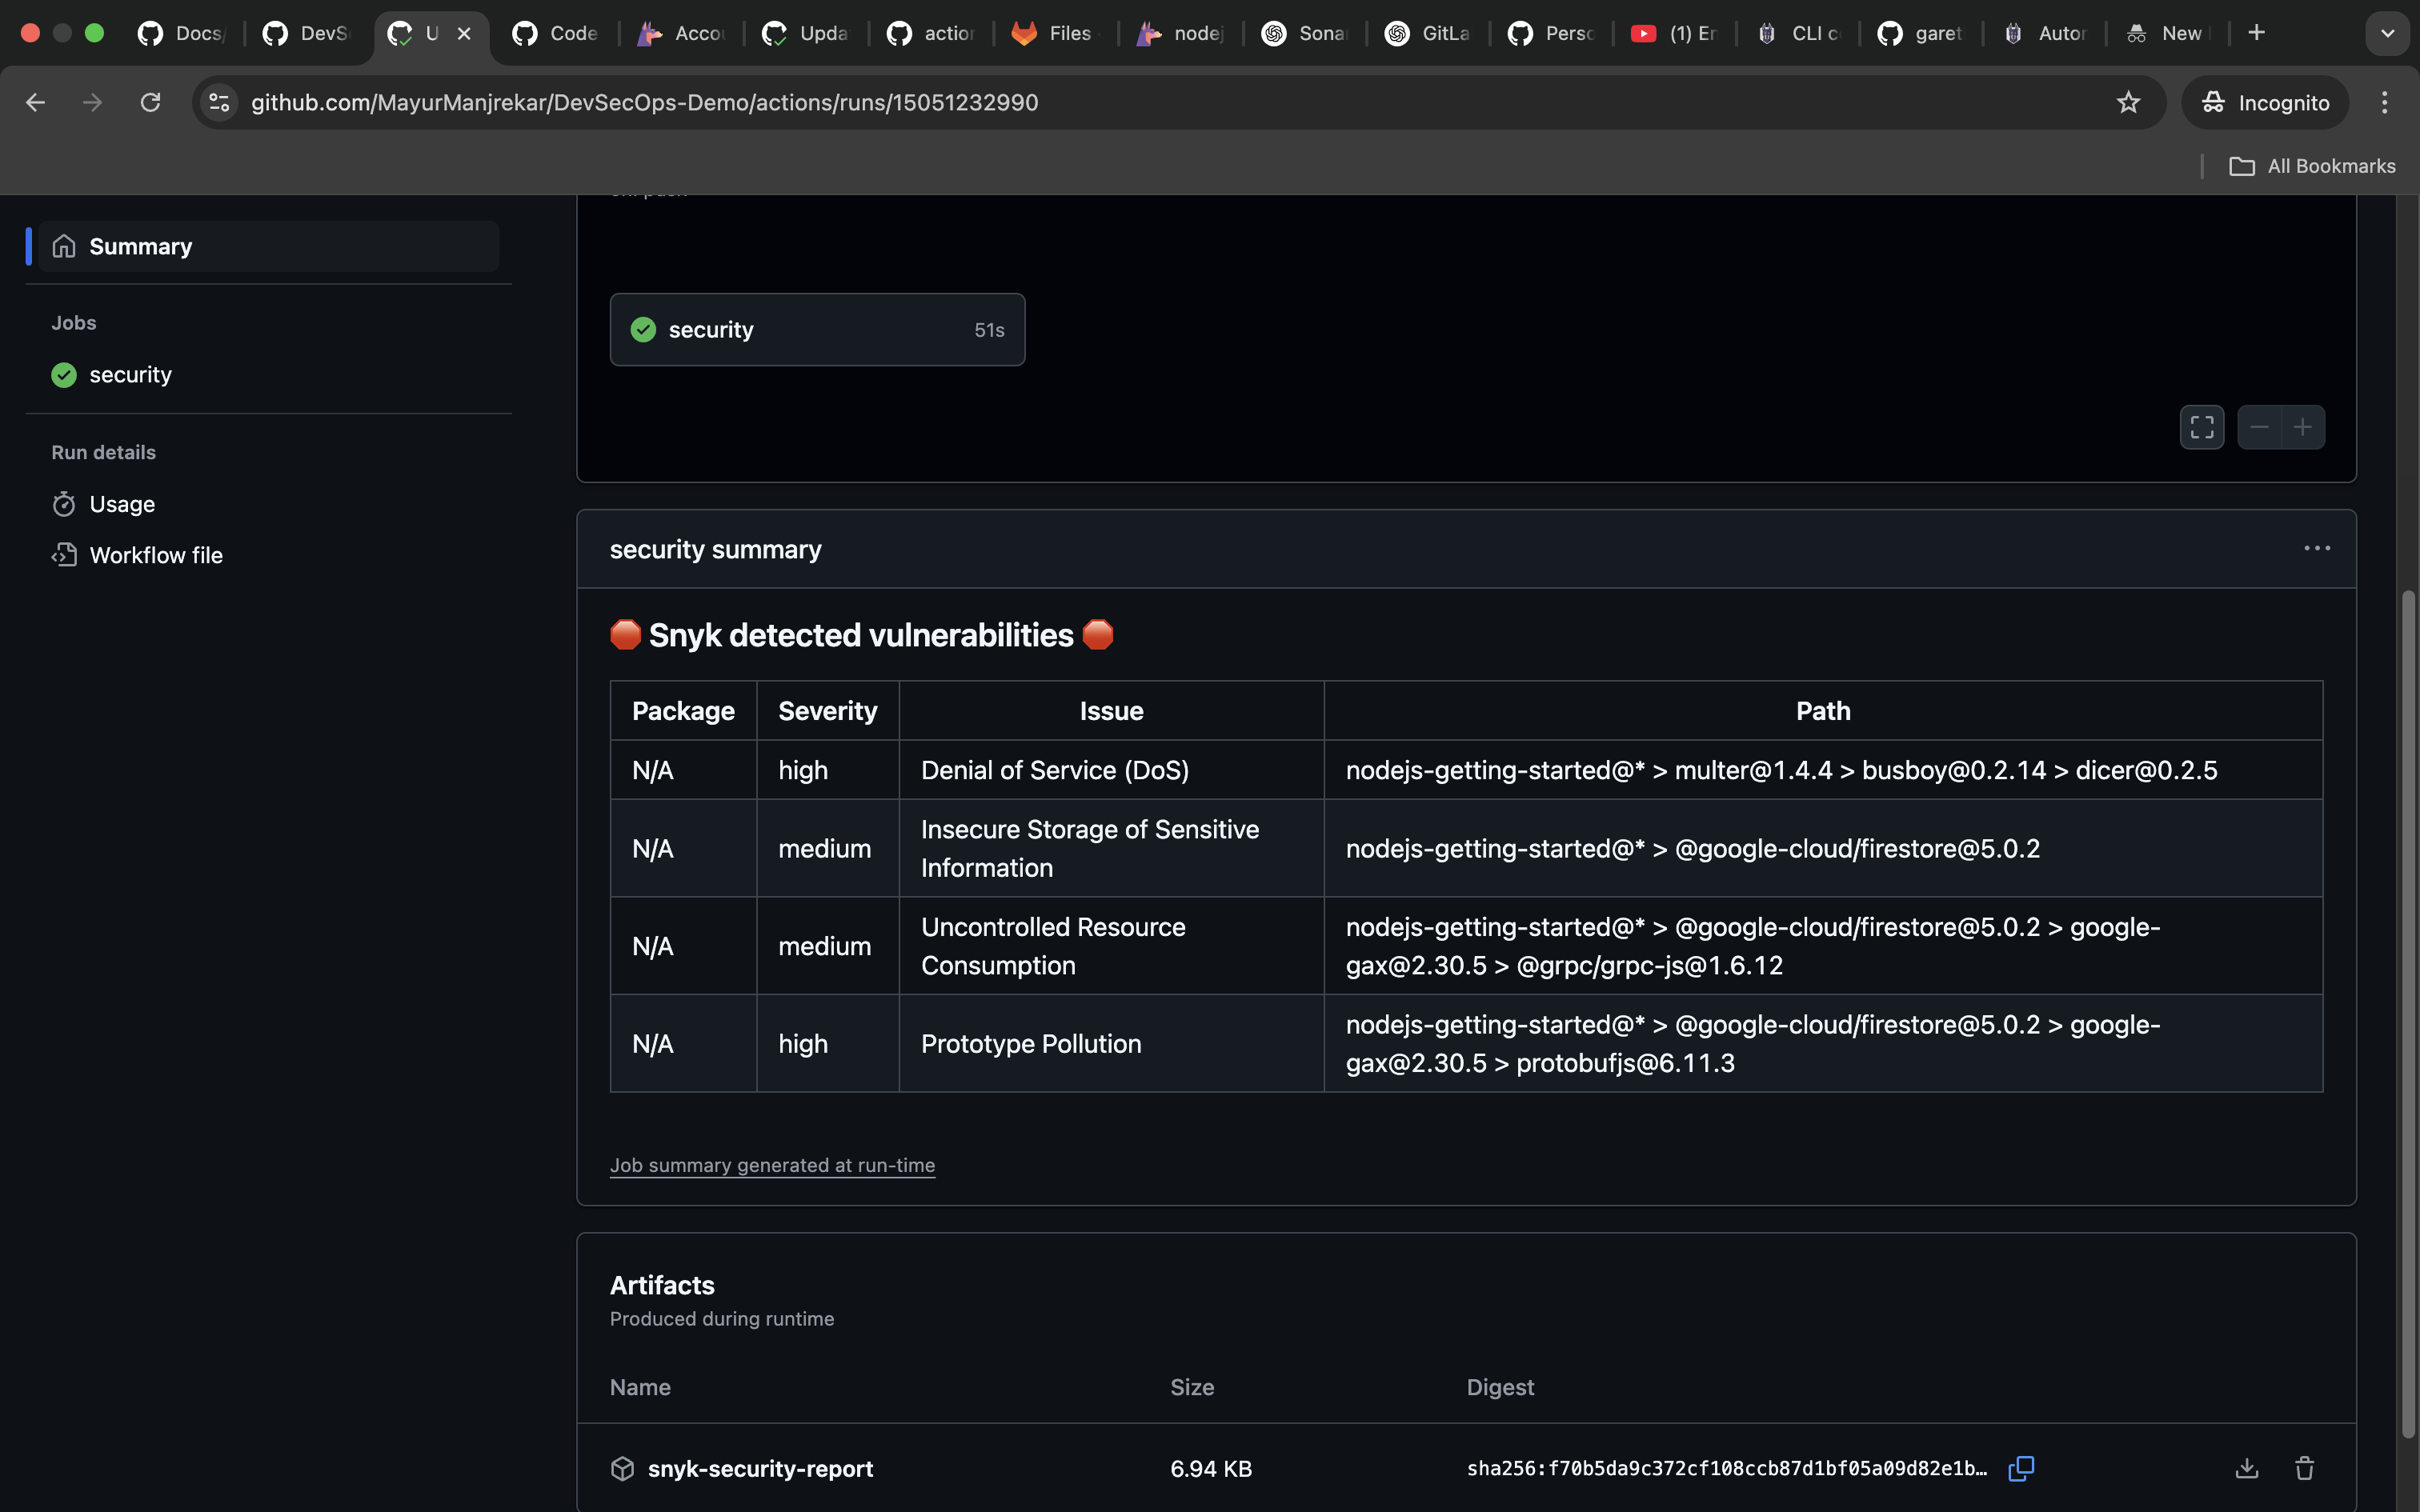 Docs/
DevS
U
Code
Accou
Upda
action
Files
nodej
Sona
GitLa
Perso
(1) Er
CLI c
garet
Autor
New
github.com/MayurManjrekar/DevSecOps-Demo/actions/runs/15051232990
Incognito
All Bookmarks
Summary
Jobs
security
Run details
Usage
Workflow file
security 51s
security summary
Snyk detected vulnerabilities
Package Severity Issue Path
N/A high Denial of Service (DoS) nodejs-getting-started@* > multer@1.4.4 > busboy@0.2.14 > dicer@0.2.5
N/A medium Insecure Storage of Sensitive
Information nodejs-getting-started@* > @google-cloud/firestore@5.0.2
N/A medium Uncontrolled Resource
Consumption nodejs-getting-started@* > @google-cloud/firestore@5.0.2 > google-
gax@2.30.5 > @grpc/grpc-js@1.6.12
N/A high Prototype Pollution nodejs-getting-started@* > @google-cloud/firestore@5.0.2 > google-
gax@2.30.5 > protobufjs@6.11.3
Job summary generated at run-time
Artifacts
Produced during runtime
Name Size Digest
snyk-security-report 6.94 KB sha256:f70b5da9c372cf108ccb87d1bf05a09d82e1b…